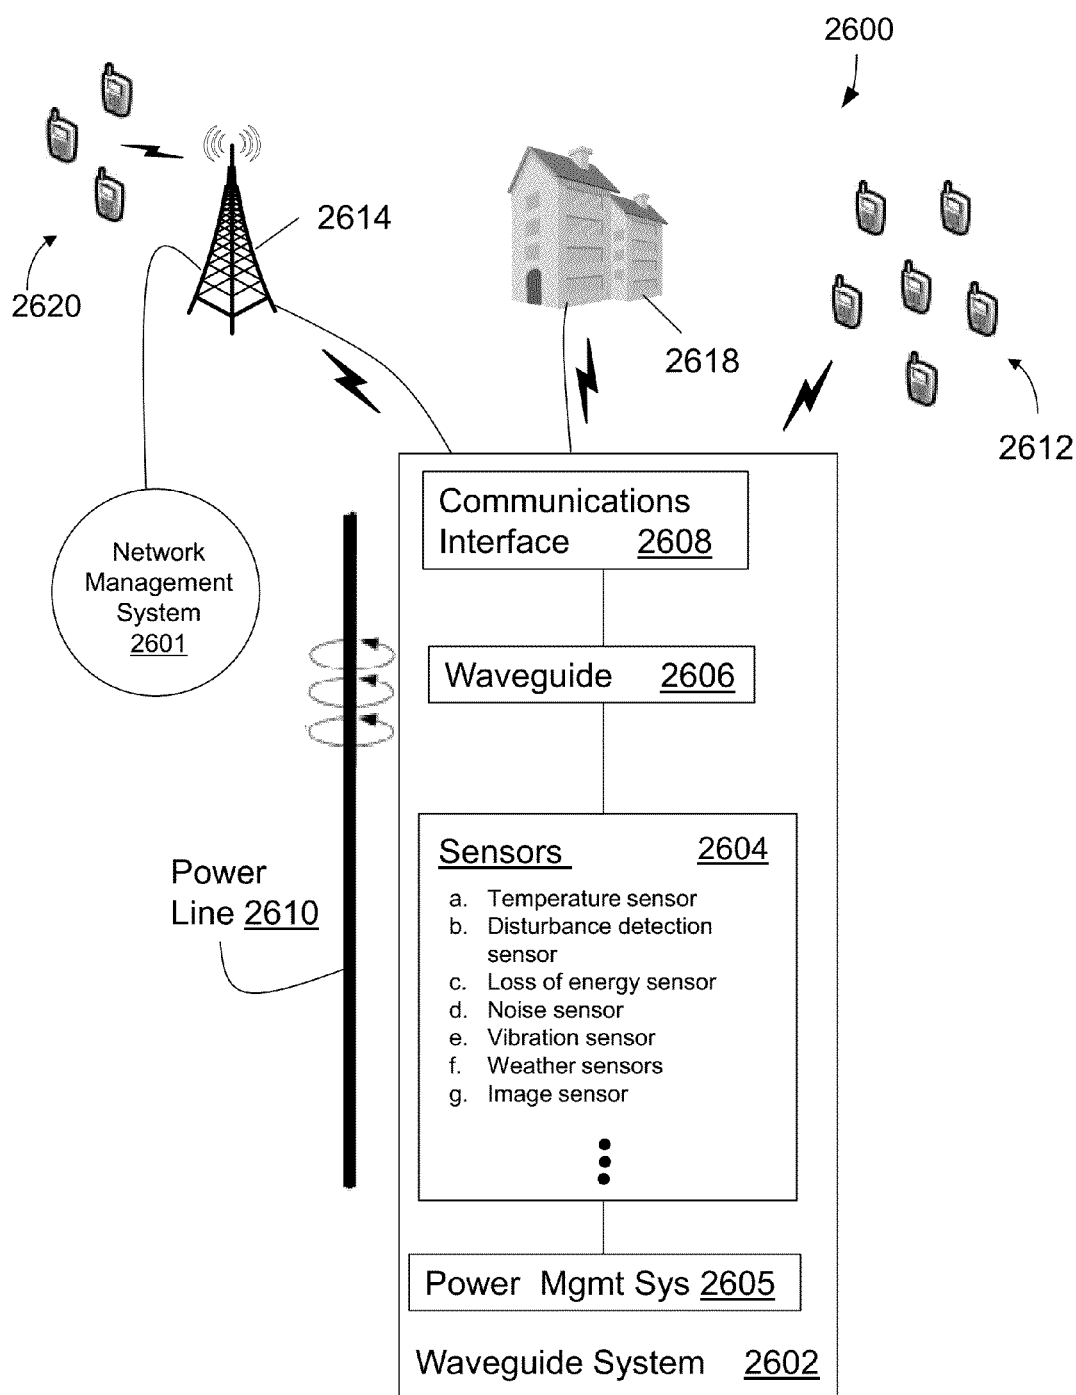 2600
2614
2620
2618
2612
Communications
Interface 2608
Network
Management
System
2601
Waveguide 2606
Sensors 2604
Power
Line 2610
a. Temperature sensor
b. Disturbance detection
sensor
c. Loss of energy sensor
d. Noise sensor
e. Vibration sensor
f. Weather sensors
g. Image sensor
Power Mgmt Sys 2605
Waveguide System 2602